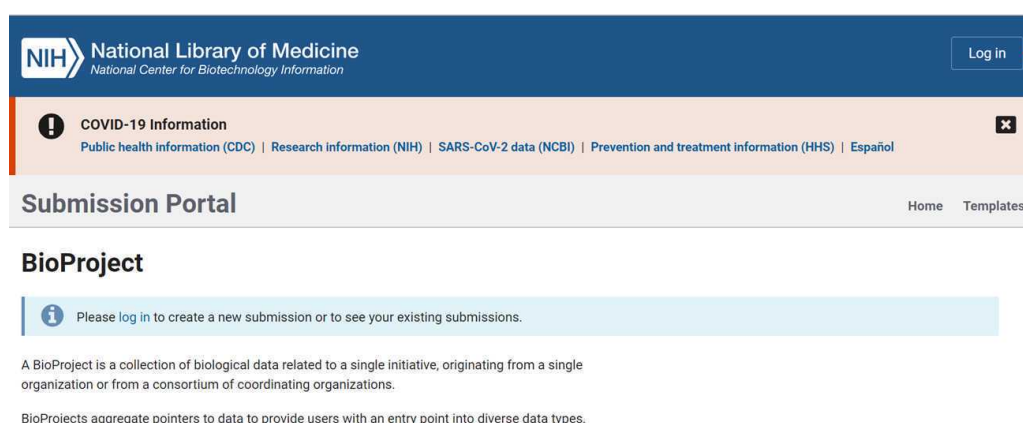 NIH
National Library of Medicine
National Center for Biotechnology Information
Log in
COVID-19 Information
Public health information (CDC) | Research information (NIH) | SARS-CoV-2 data (NCBI) | Prevention and treatment information (HHS) | Español
Submission Portal
Home Templates
BioProject
Please log in to create a new submission or to see your existing submissions.
A BioProject is a collection of biological data related to a single initiative, originating from a single
organization or from a consortium of coordinating organizations.
BioProjects aggregate pointers to data to provide users with an entry point into diverse data types.